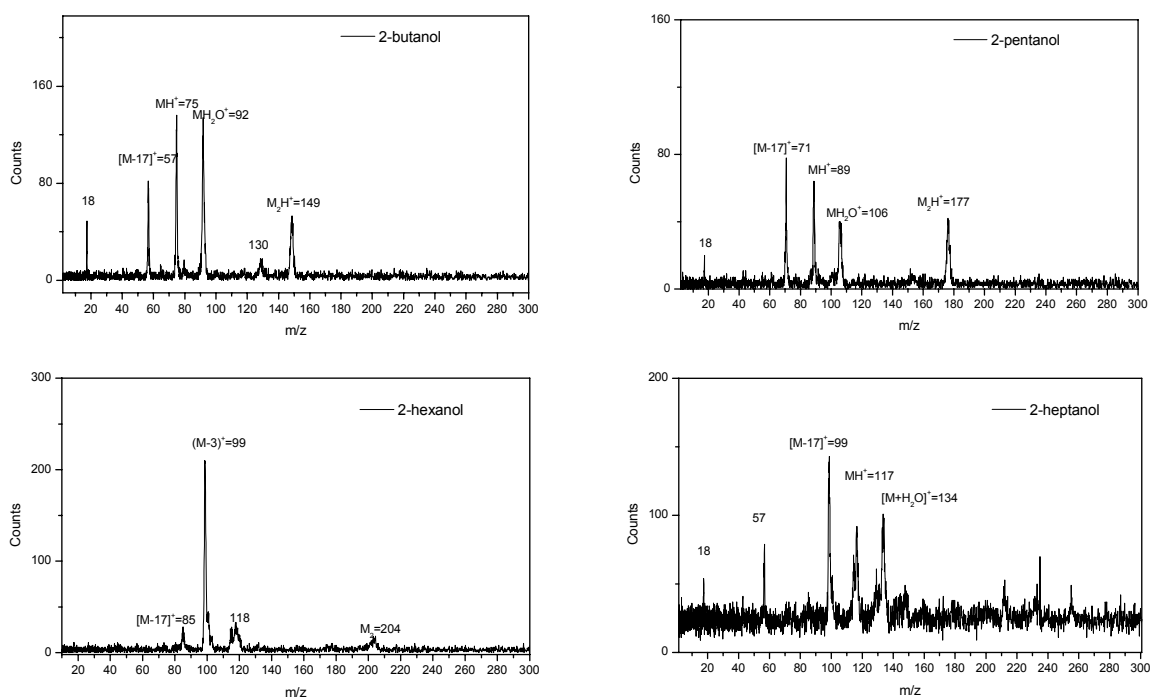 2-butanol
160
80
0
Counts
18
[M-17]⁺=57
MH⁺=75
MH₂O⁺=92
130
M₂H⁺=149
20 40 60 80 100 120 140 160 180 200 220 240 260 280 300
m/z
2-pentanol
160
80
0
Counts
18
[M-17]⁺=71
MH⁺=89
MH₂O⁺=106
M₂H⁺=177
20 40 60 80 100 120 140 160 180 200 220 240 260 280 300
m/z
2-hexanol
300
200
100
0
Counts
(M-3)⁺=99
[M-17]⁺=85
118
M₂=204
20 40 60 80 100 120 140 160 180 200 220 240 260 280 300
m/z
2-heptanol
200
100
0
Counts
18
57
[M-17]⁺=99
MH⁺=117
[M+H₂O]⁺=134
20 40 60 80 100 120 140 160 180 200 220 240 260 280 300
m/z